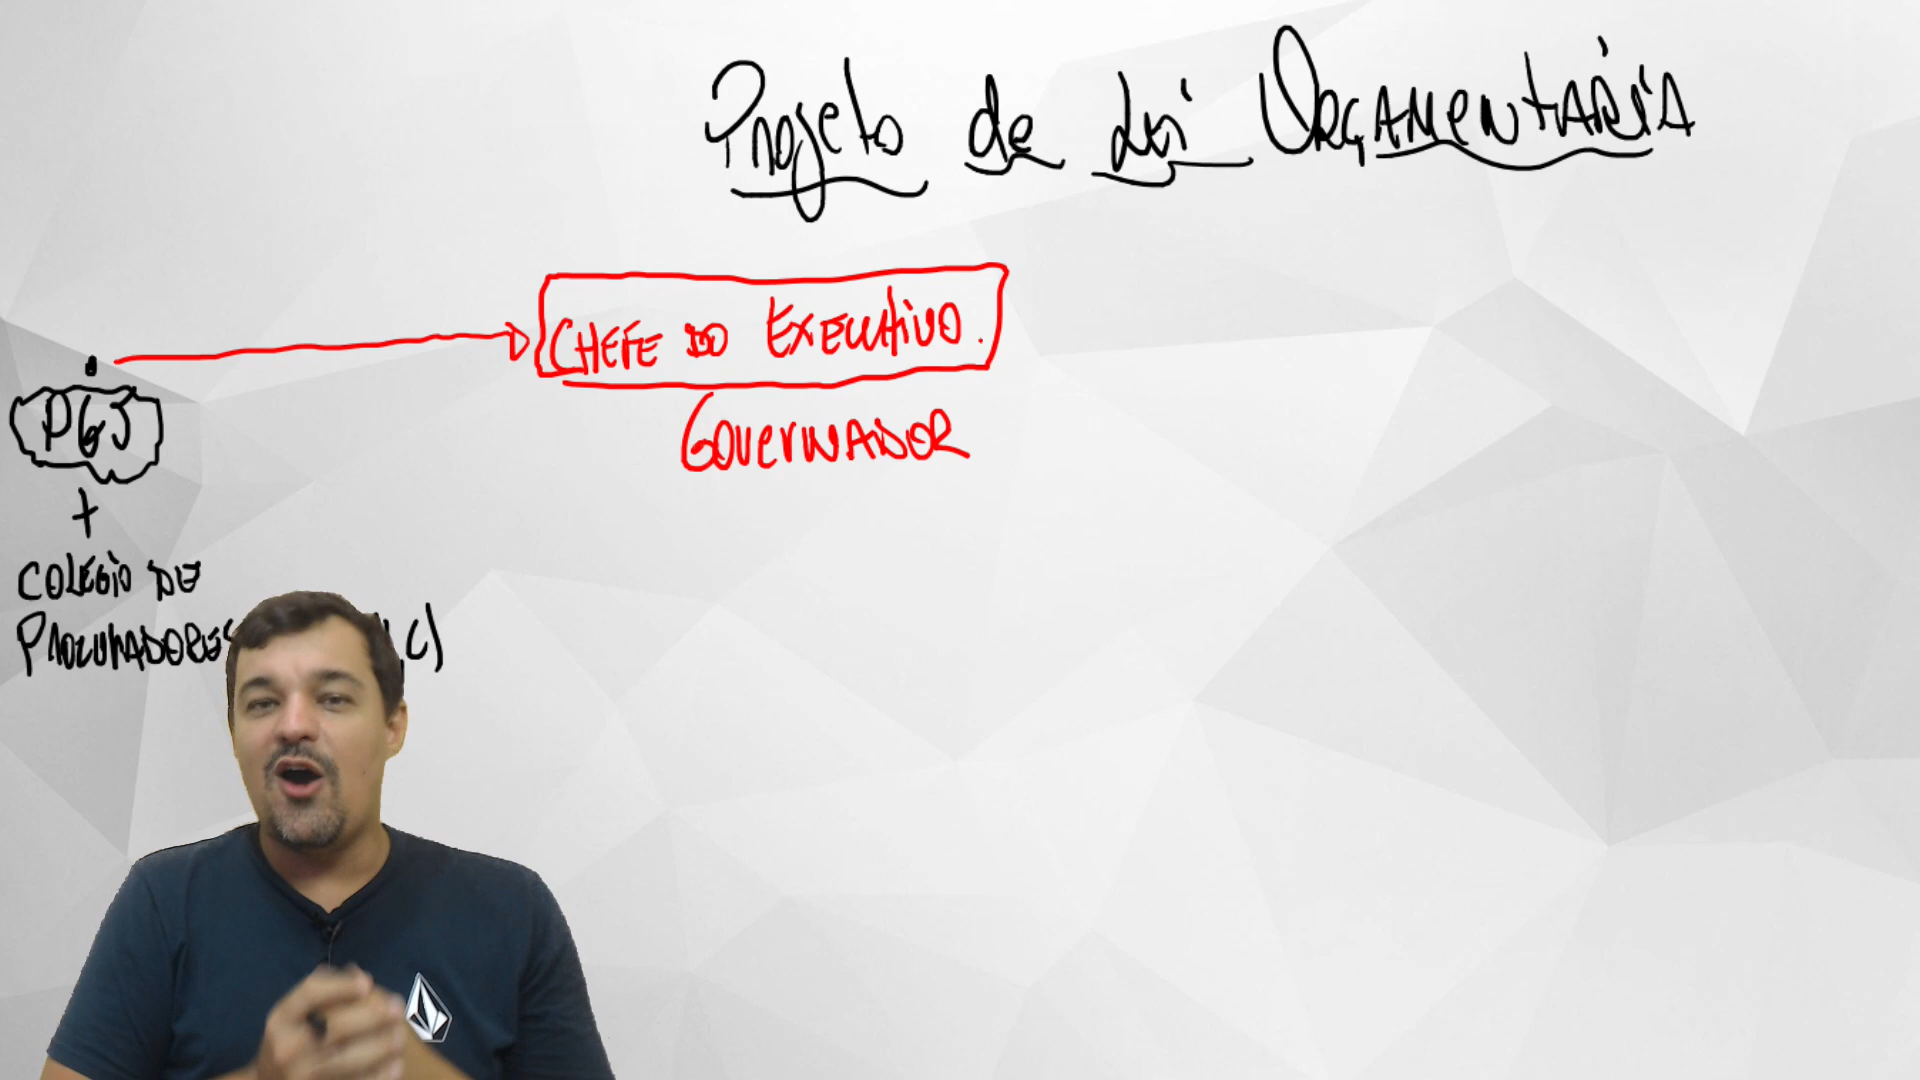 Projeto de Lei Orçamentária
CHEFE DO EXECUTIVO.
GOVERNADOR
PGJ
+
COLÉGIO DE
PROCURADORES ,C)